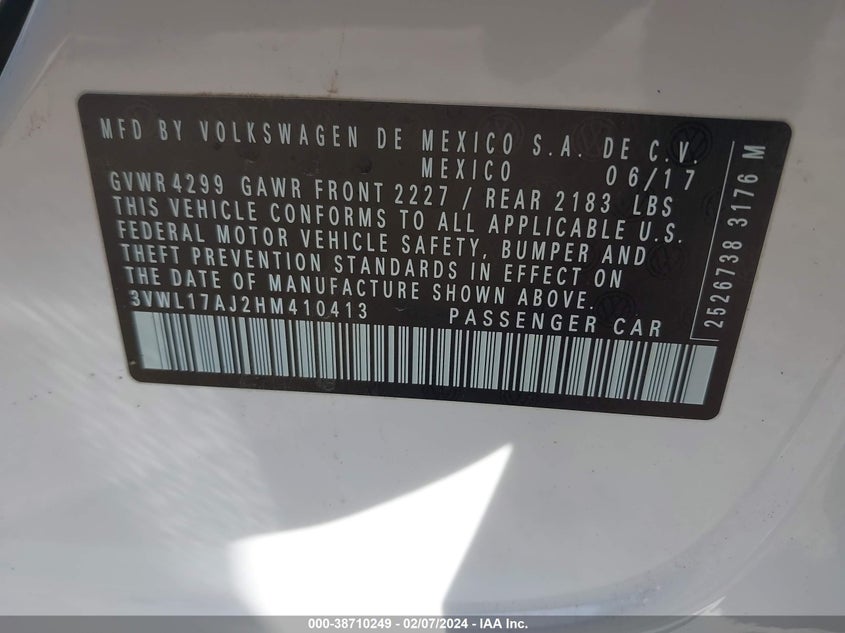 MFD BY VOLKSWAGEN DE MEXICO S.A. DE C.V.
MEXICO 06/17
GVWR 4299 GAWR FRONT 2227 / REAR 2183 LBS
THIS VEHICLE CONFORMS TO ALL APPLICABLE U.S.
FEDERAL MOTOR VEHICLE SAFETY, BUMPER AND
THEFT PREVENTION STANDARDS IN EFFECT ON
THE DATE OF MANUFACTURE SHOWN ABOVE.
3VWL17AJ2HM410413 PASSENGER CAR
2526738 3176 M
000-38710249 - 02/07/2024 - IAA Inc.